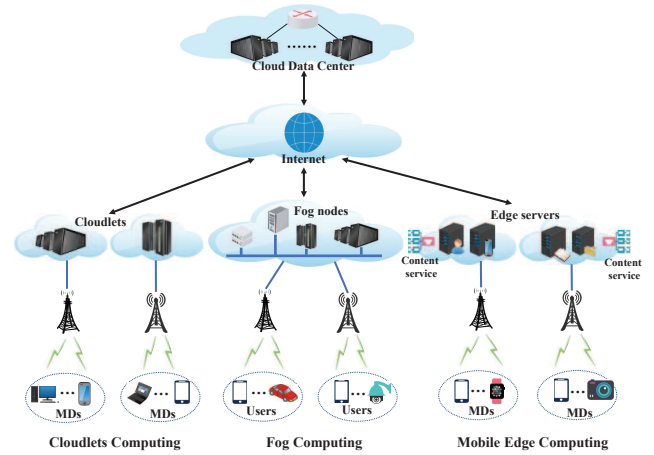 Cloud Data Center
Internet
Cloudlets
Fog nodes
Edge servers
Content
service
Content
service
MDs
MDs
Users
Users
MDs
MDs
Cloudlets Computing
Fog Computing
Mobile Edge Computing